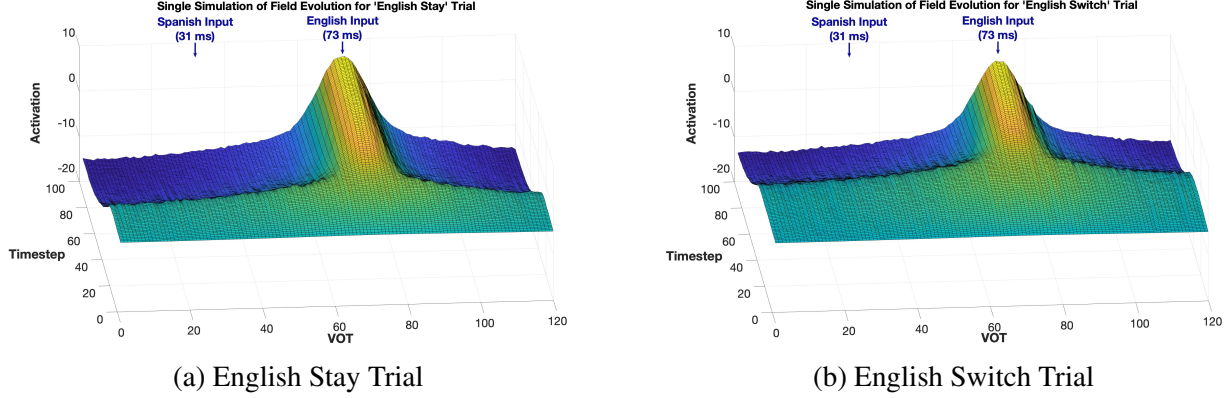 Single Simulation of Field Evolution for 'English Stay' Trial
Spanish Input
(31 ms)
English Input
(73 ms)
10
0
-10
-20
Activation
100
80
60
40
20
0
Timestep
0
20
40
60
80
100
120
VOT
(a) English Stay Trial
Single Simulation of Field Evolution for 'English Switch' Trial
Spanish Input
(31 ms)
English Input
(73 ms)
10
0
-10
-20
Activation
100
80
60
40
20
0
Timestep
0
20
40
60
80
100
120
VOT
(b) English Switch Trial